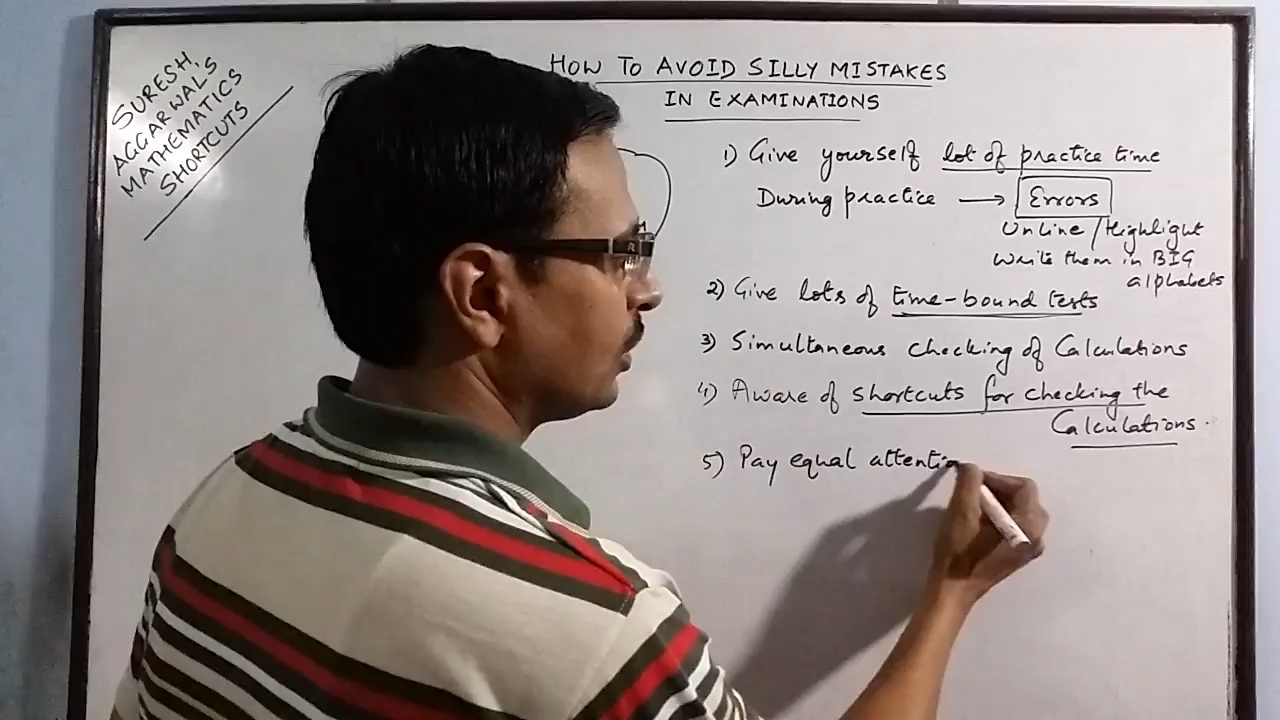 SURESH.
AGGARWAL'S
MATHEMATICS
SHORTCUTS
HOW TO AVOID SILLY MISTAKES
IN EXAMINATIONS
1) Give yourself lot of practice time
During practice → Errors
UnLine/Highlight
Write them in BIG
alphabets
2) Give lots of time-bound tests
3) Simultaneous checking of Calculations
4) Aware of shortcuts for checking the
Calculations.
5) Pay equal attentio